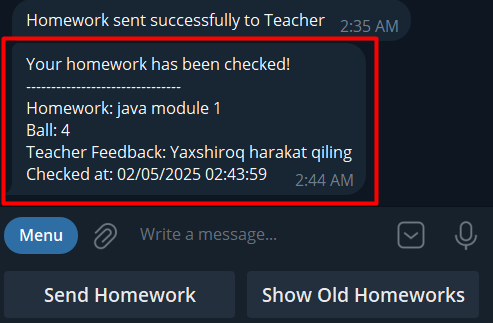 Homework sent successfully to Teacher
2:35 AM
Your homework has been checked!
-------------------------------
Homework: java module 1
Ball: 4
Teacher Feedback: Yaxshiroq harakat qiling
Checked at: 02/05/2025 02:43:59
2:44 AM
Menu
Write a message...
Send Homework
Show Old Homeworks